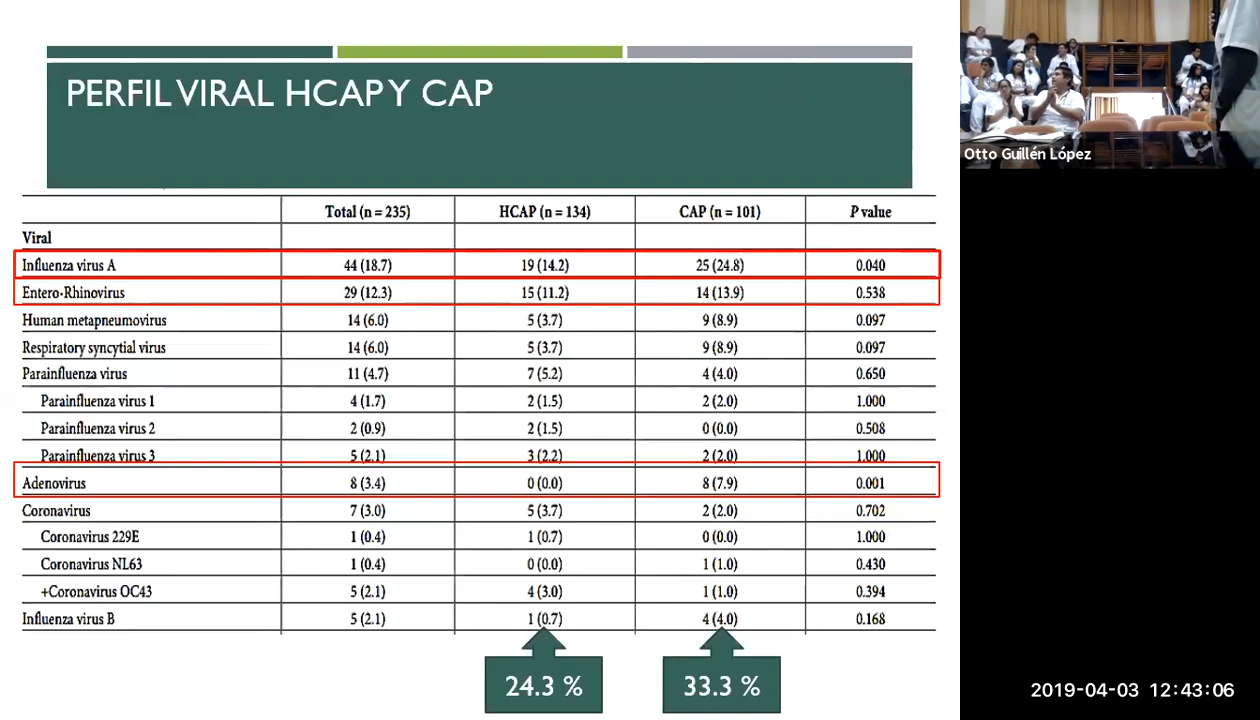 PERFIL VIRAL HCAP Y CAP
Otto Guillén López
Total (n = 235) HCAP (n = 134) CAP (n = 101) P value
Viral
Influenza virus A 44 (18.7) 19 (14.2) 25 (24.8) 0.040
Entero-Rhinovirus 29 (12.3) 15 (11.2) 14 (13.9) 0.538
Human metapneumovirus 14 (6.0) 5 (3.7) 9 (8.9) 0.097
Respiratory syncytial virus 14 (6.0) 5 (3.7) 9 (8.9) 0.097
Parainfluenza virus 11 (4.7) 7 (5.2) 4 (4.0) 0.650
Parainfluenza virus 1 4 (1.7) 2 (1.5) 2 (2.0) 1.000
Parainfluenza virus 2 2 (0.9) 2 (1.5) 0 (0.0) 0.508
Parainfluenza virus 3 5 (2.1) 3 (2.2) 2 (2.0) 1.000
Adenovirus 8 (3.4) 0 (0.0) 8 (7.9) 0.001
Coronavirus 7 (3.0) 5 (3.7) 2 (2.0) 0.702
Coronavirus 229E 1 (0.4) 1 (0.7) 0 (0.0) 1.000
Coronavirus NL63 1 (0.4) 0 (0.0) 1 (1.0) 0.430
+Coronavirus OC43 5 (2.1) 4 (3.0) 1 (1.0) 0.394
Influenza virus B 5 (2.1) 1 (0.7) 4 (4.0) 0.168
24.3 % 33.3 %
2019-04-03 12:43:06